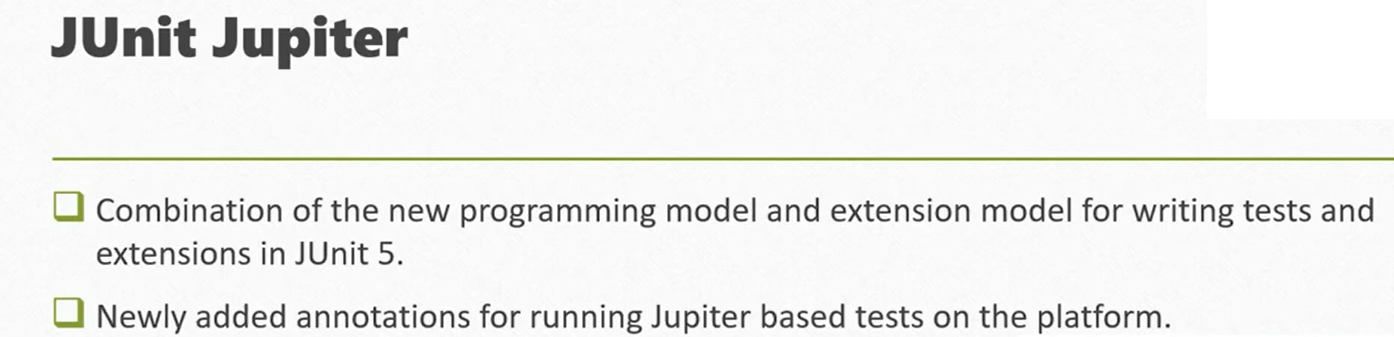 JUnit Jupiter
Combination of the new programming model and extension model for writing tests and
extensions in JUnit 5.
Newly added annotations for running Jupiter based tests on the platform.